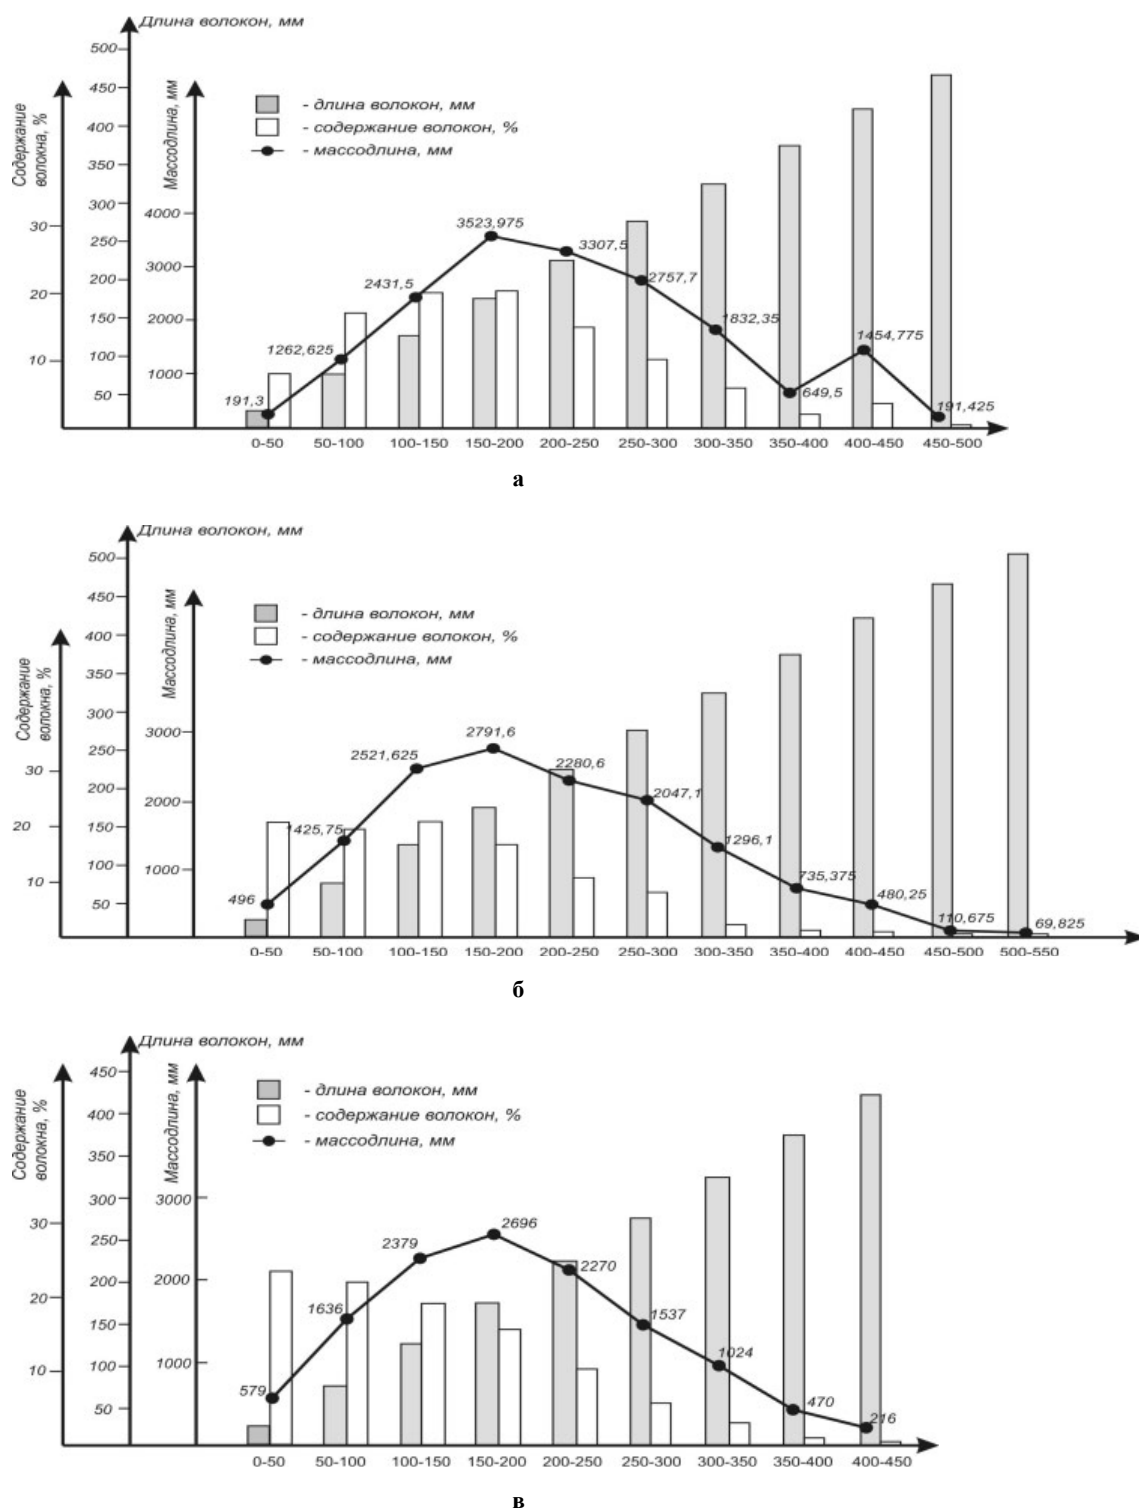 Длина волокон, мм
Содержание
волокна, %
Массодлина, мм
500
450
400
350
300
250
200
150
100
50
30
20
10
4000
3000
2000
1000
- длина волокон, мм
- содержание волокон, %
- массодлина, мм
191,3
1262,625
2431,5
3523,975
3307,5
2757,7
1832,35
649,5
1454,775
191,425
0-50 50-100 100-150 150-200 200-250 250-300 300-350 350-400 400-450 450-500
а
Длина волокон, мм
Содержание
волокна, %
Массодлина, мм
500
450
400
350
300
250
200
150
100
50
30
20
10
3000
2000
1000
- длина волокон, мм
- содержание волокон, %
- массодлина, мм
496
1425,75
2521,625
2791,6
2280,6
2047,1
1296,1
735,375
480,25
110,675
69,825
0-50 50-100 100-150 150-200 200-250 250-300 300-350 350-400 400-450 450-500 500-550
б
Длина волокон, мм
Содержание
волокна, %
Массодлина, мм
450
400
350
300
250
200
150
100
50
30
20
10
3000
2000
1000
- длина волокон, мм
- содержание волокон, %
- массодлина, мм
579
1636
2379
2696
2270
1537
1024
470
216
0-50 50-100 100-150 150-200 200-250 250-300 300-350 350-400 400-450
в